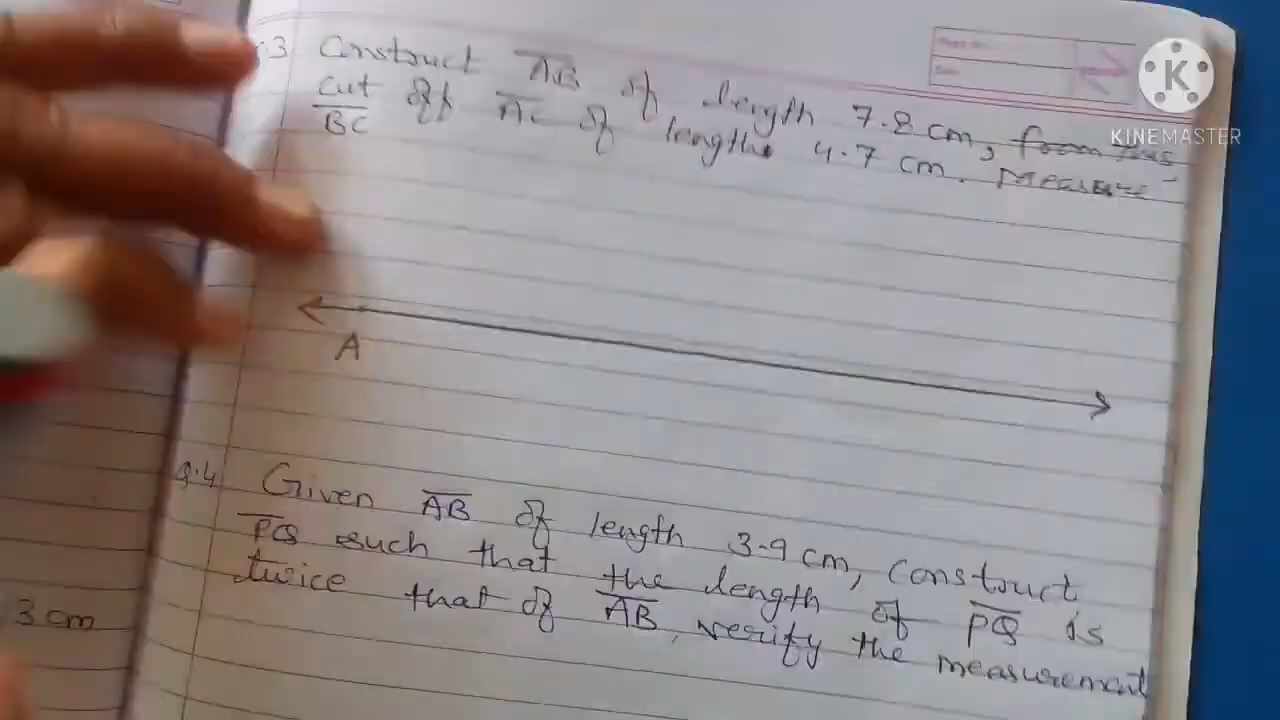 .3 Construct AB of length 7.8 cm, from this
cut off AC of length 4.7 cm. Measure
BC
A
Q.4 Given AB of length 3.9 cm, construct
PQ such that the length of PQ is
twice that of AB, verify the measurement
3 cm
K
KINEMASTER